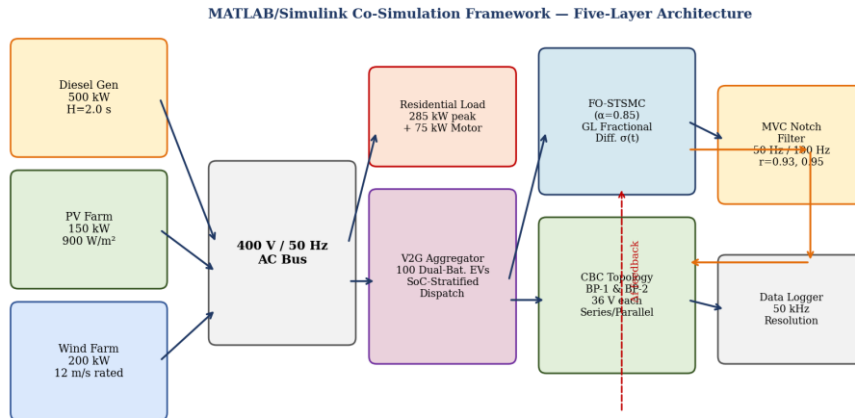 MATLAB/Simulink Co-Simulation Framework — Five-Layer Architecture
Diesel Gen
500 kW
H=2.0 s
PV Farm
150 kW
900 W/m²
Wind Farm
200 kW
12 m/s rated
400 V / 50 Hz
AC Bus
Residential Load
285 kW peak
+ 75 kW Motor
V2G Aggregator
100 Dual-Bat. EVs
SoC-Stratified
Dispatch
FO-STSMC
(α=0.85)
GL Fractional
Diff. σ(t)
CBC Topology
BP-1 & BP-2
36 V each
Series/Parallel
MVC Notch
Filter
50 Hz / 100 Hz
r=0.93, 0.95
Data Logger
50 kHz
Resolution
feedback